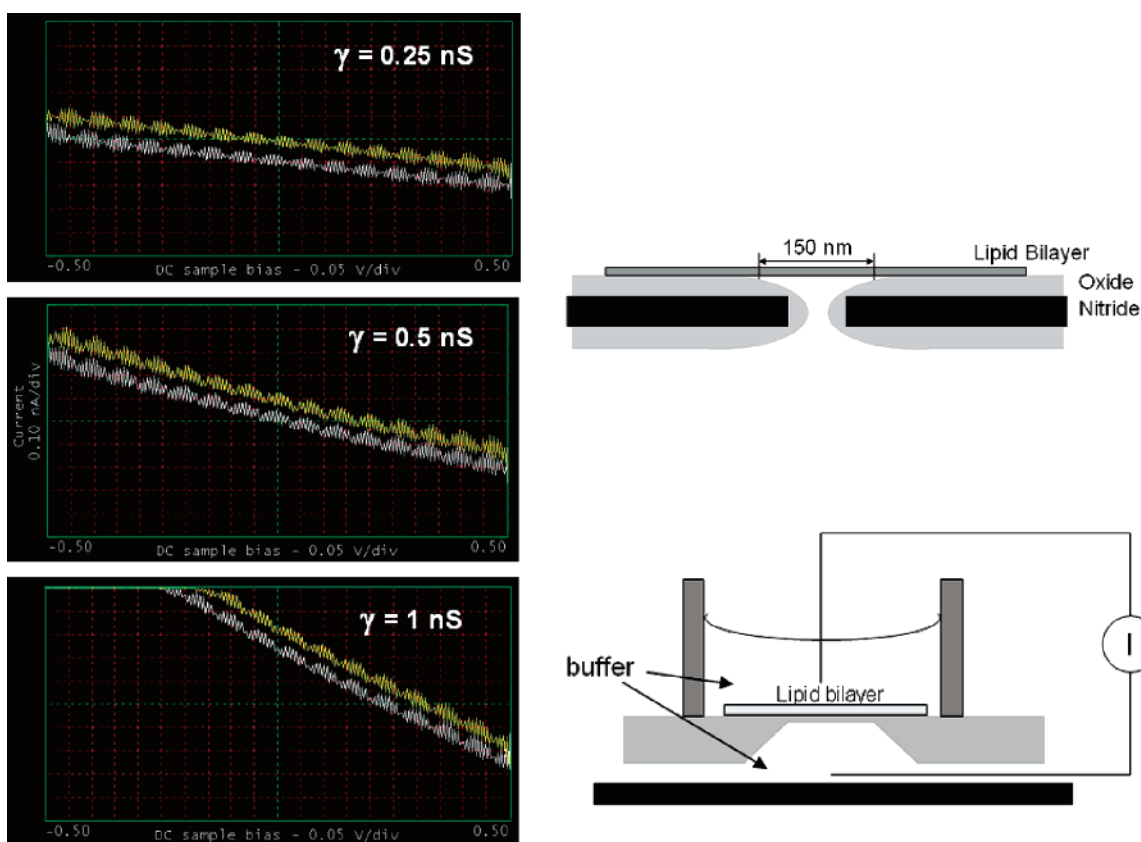 γ = 0.25 nS
-0.50 0.50
DC sample bias - 0.05 V/div
γ = 0.5 nS
Current
0.10 nA/div
-0.50 0.50
DC sample bias - 0.05 V/div
γ = 1 nS
-0.50 0.50
DC sample bias - 0.05 V/div
150 nm
Lipid Bilayer
Oxide
Nitride
I
buffer
Lipid bilayer